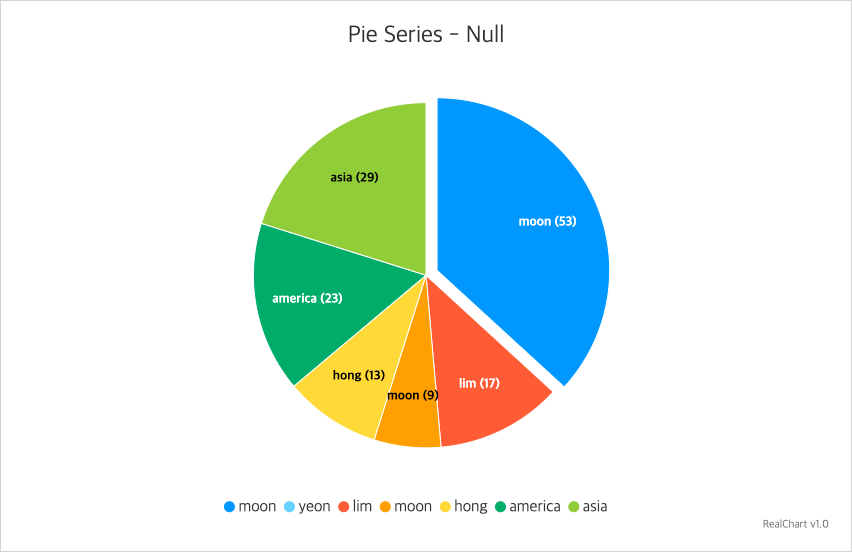 Pie Series - Null
asia (29)
moon (53)
america (23)
hong (13)
lim (17)
moon (9)
moon yeon lim moon hong america asia
RealChart v1.0